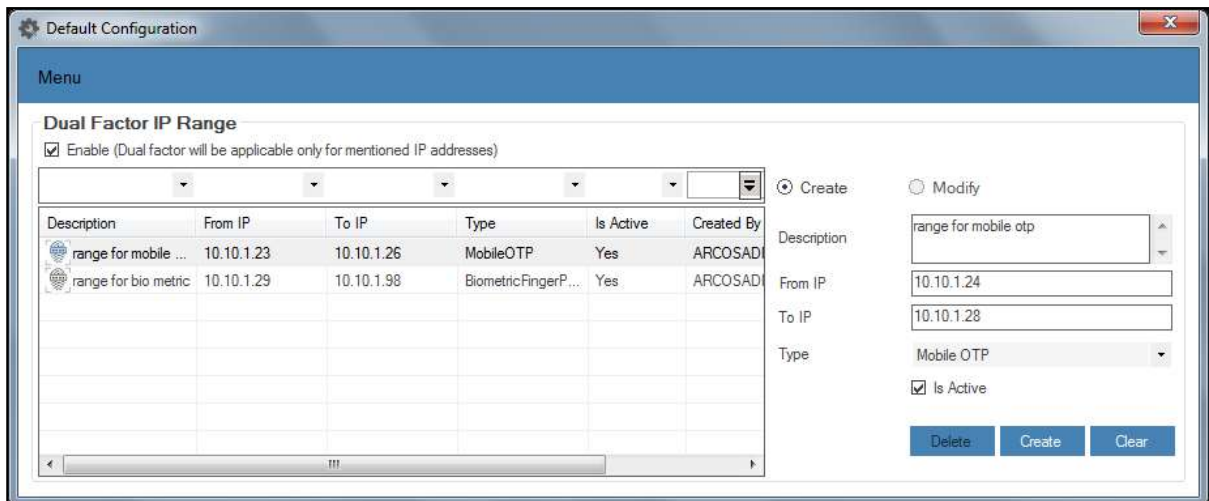 Default Configuration
Menu
Dual Factor IP Range
Enable (Dual factor will be applicable only for mentioned IP addresses)
Description From IP To IP Type Is Active Created By
range for mobile ... 10.10.1.23 10.10.1.26 MobileOTP Yes ARCOSADI
range for bio metric 10.10.1.29 10.10.1.98 BiometricFingerP... Yes ARCOSADI
Create Modify
Description range for mobile otp
From IP 10.10.1.24
To IP 10.10.1.28
Type Mobile OTP
Is Active
Delete Create Clear